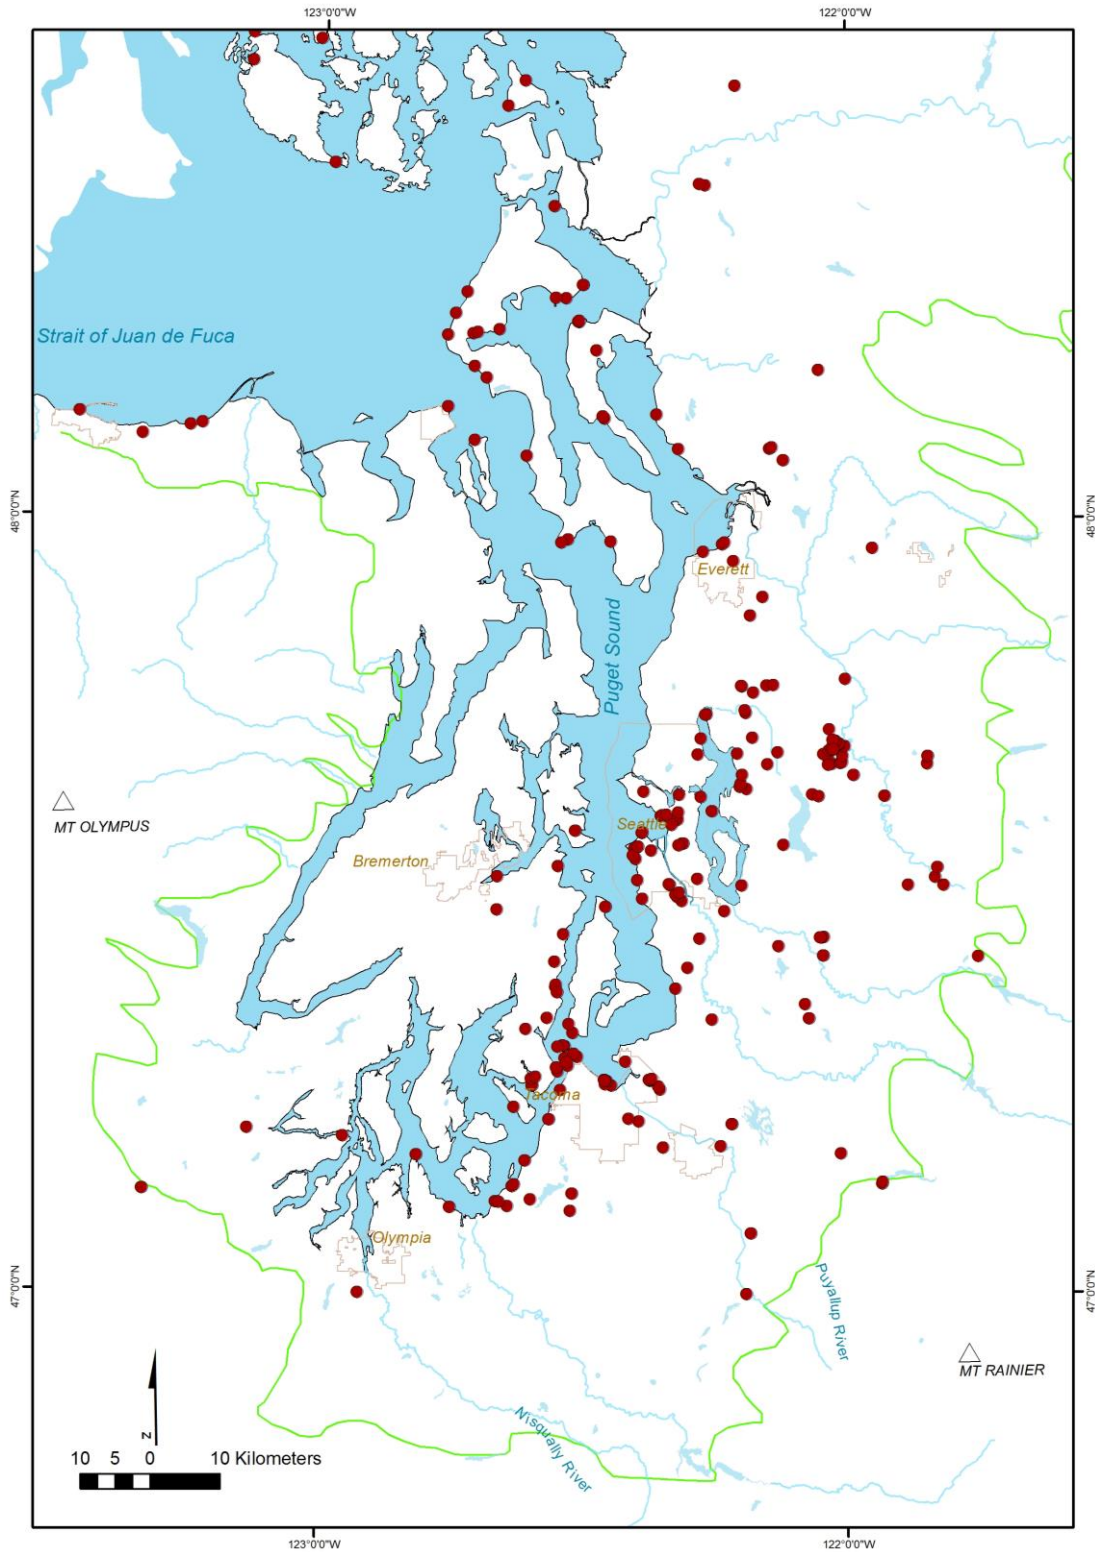 123°0'0"W
122°0'0"W
Strait of Juan de Fuca
48°0'0"N
48°0'0"N
Everett
Puget Sound
MT OLYMPUS
Seattle
Bremerton
Tacoma
Olympia
47°0'0"N
47°0'0"N
Puyallup River
MT RAINIER
Nisqually River
N
10 5 0 10 Kilometers
123°0'0"W
122°0'0"W